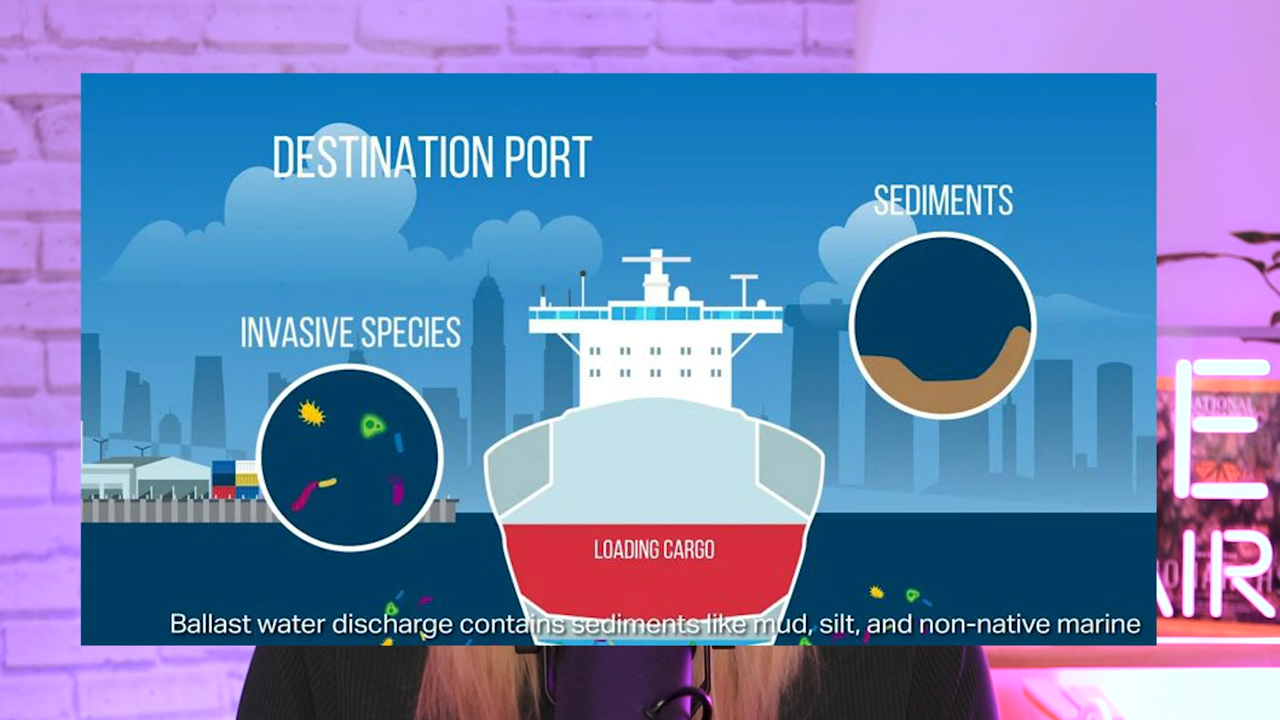 DESTINATION PORT
SEDIMENTS
INVASIVE SPECIES
LOADING CARGO
Ballast water discharge contains sediments like mud, silt, and non-native marine
E
AIR